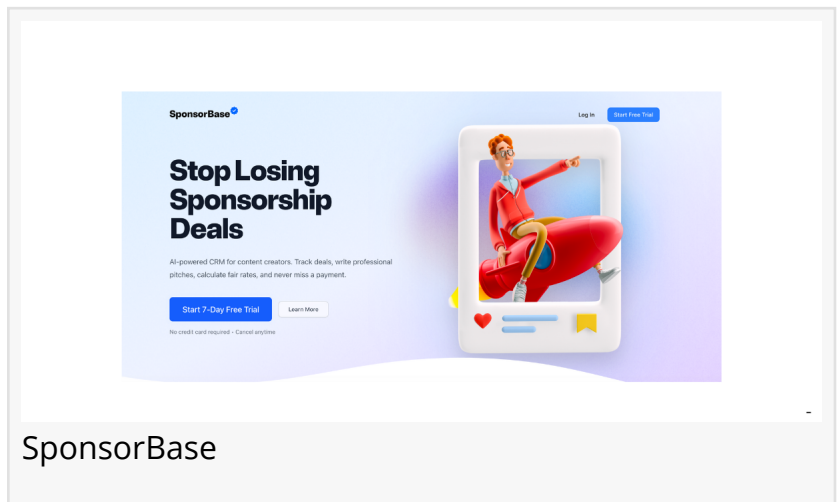 SponsorBase
Log In
Start Free Trial
Stop Losing
Sponsorship
Deals
AI-powered CRM for content creators. Track deals, write professional
pitches, calculate fair rates, and never miss a payment.
Start 7-Day Free Trial
Learn More
No credit card required • Cancel anytime
-
SponsorBase